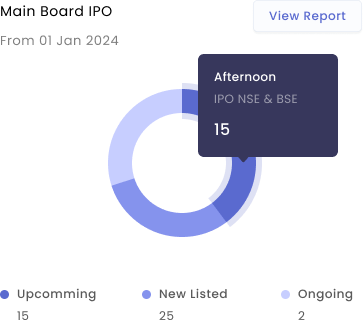 Main Board IPO
View Report
From 01 Jan 2024
Afternoon
IPO NSE & BSE
15
Upcomming
New Listed
Ongoing
15
25
2